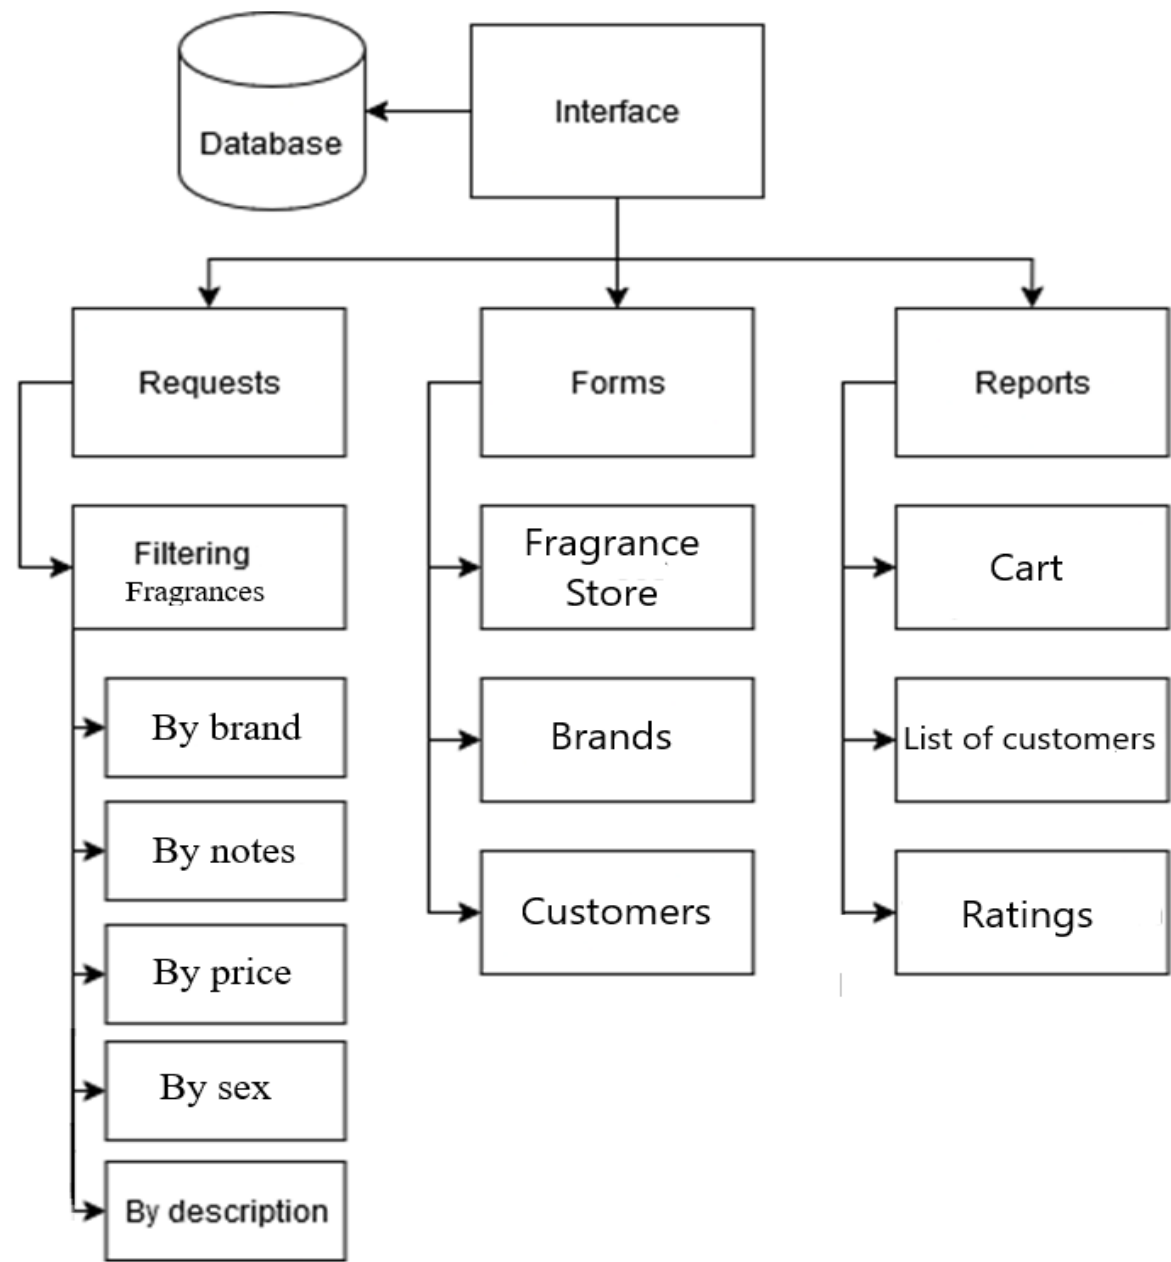 Database
Interface
Requests
Forms
Reports
Filtering
Fragrances
Fragrance
Store
Cart
By brand
Brands
List of customers
By notes
Customers
Ratings
By price
By sex
By description